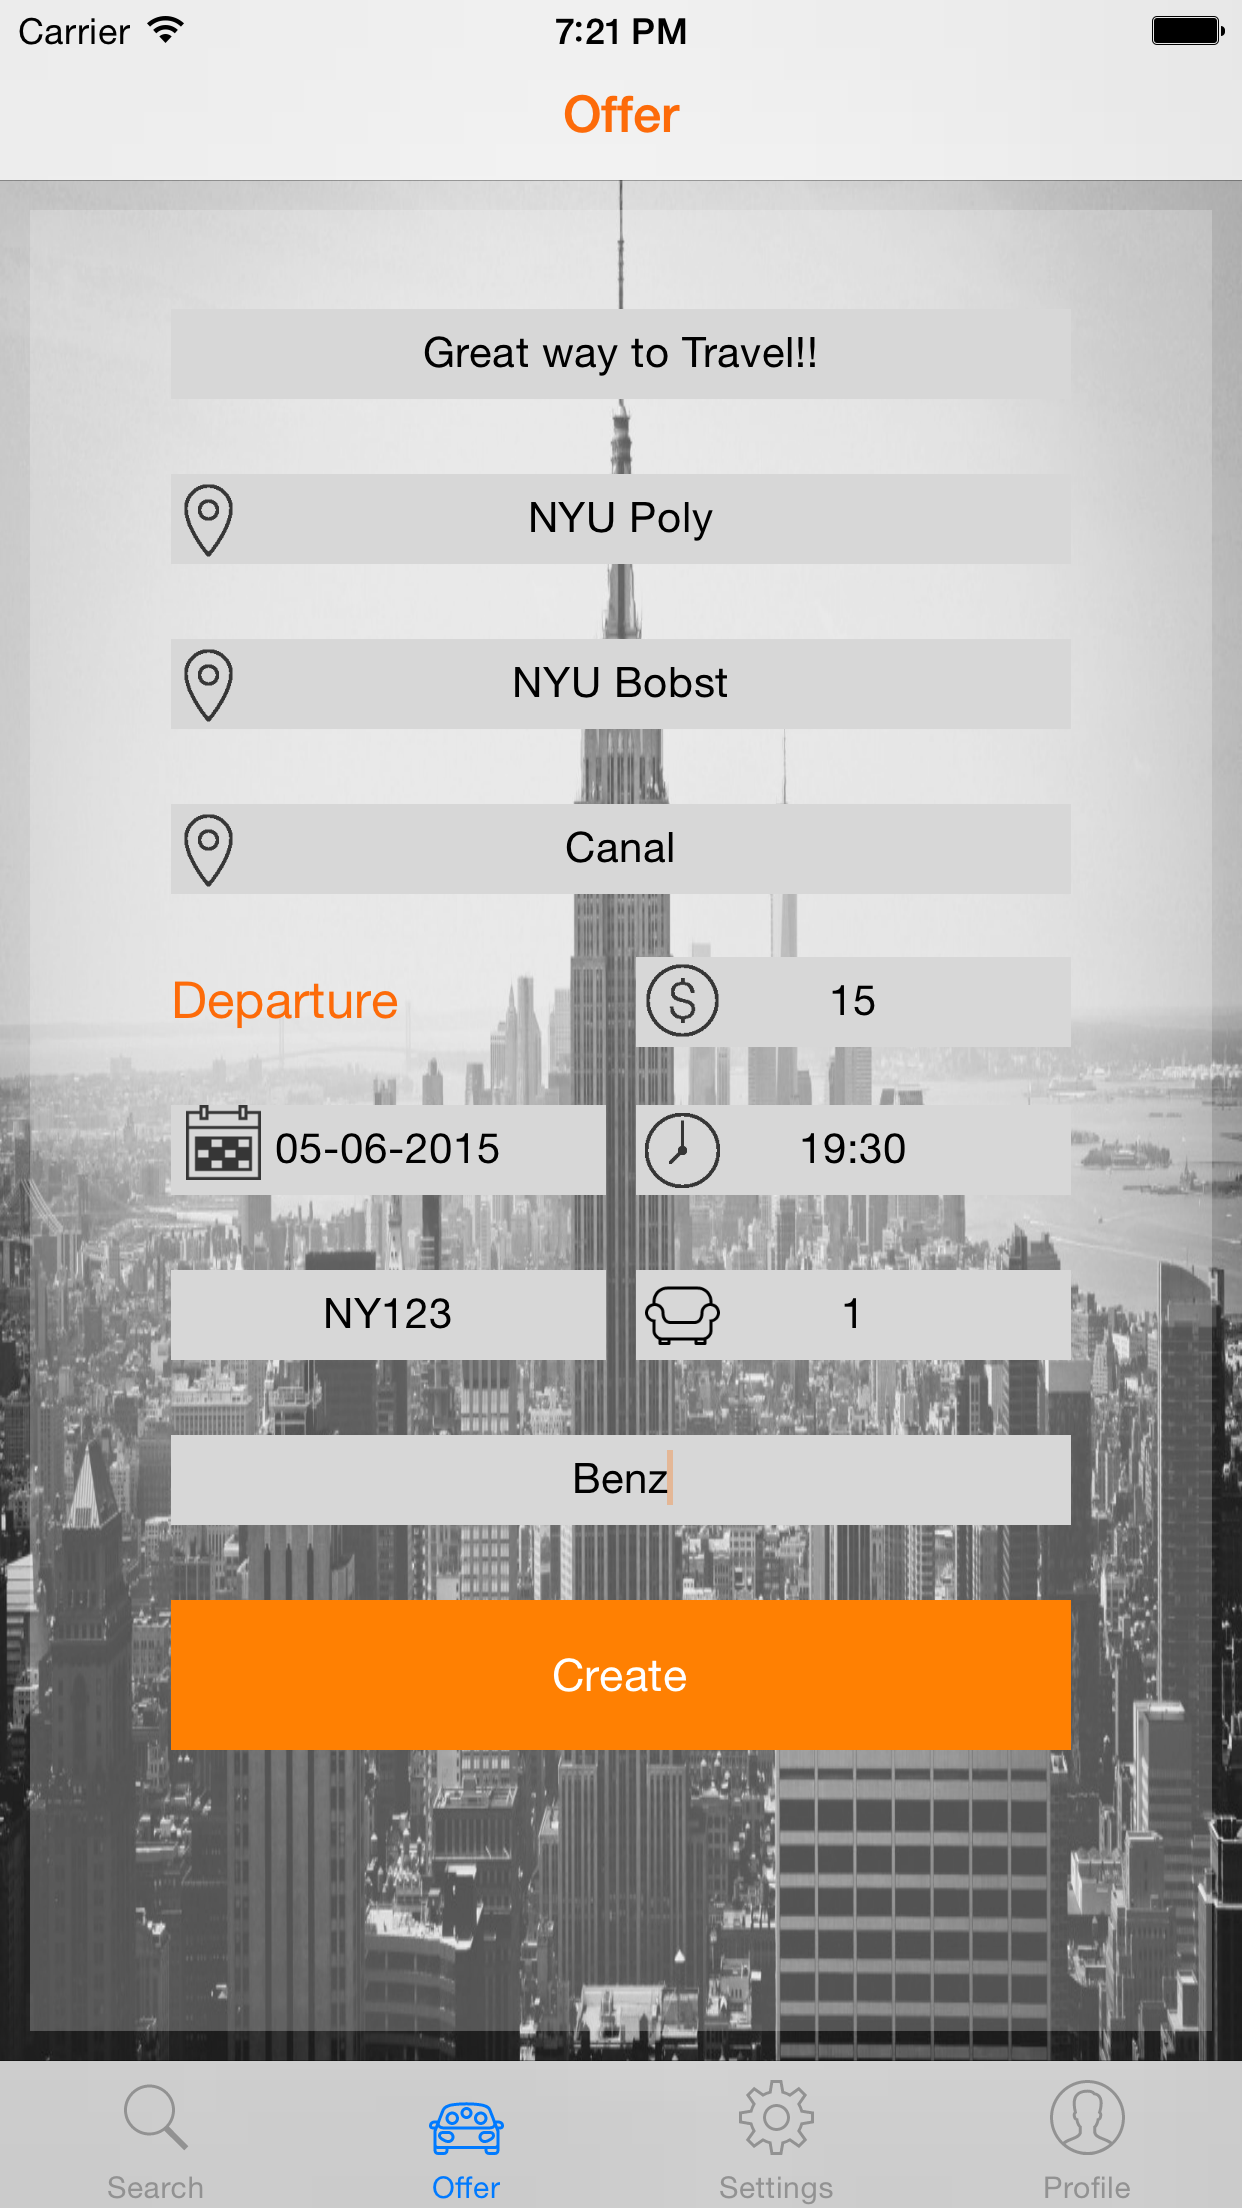 Carrier 7:21 PM
Offer
Great way to Travel!!
NYU Poly
NYU Bobst
Canal
Departure $ 15
05-06-2015 19:30
NY123 1
Benz
Create
Search Offer Settings Profile